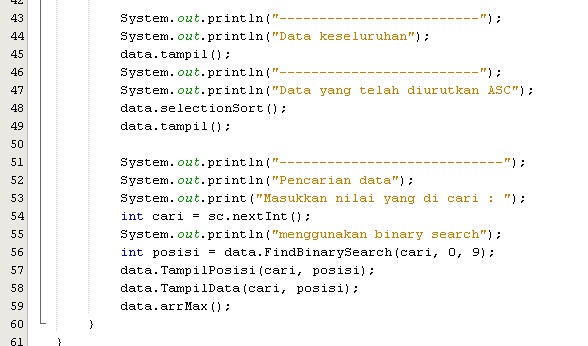 42
43 System.out.println("-------------------------");
44 System.out.println("Data keseluruhan");
45 data.tampil();
46 System.out.println("-------------------------");
47 System.out.println("Data yang telah diurutkan ASC");
48 data.selectionSort();
49 data.tampil();
50
51 System.out.println("----------------------------");
52 System.out.println("Pencarian data");
53 System.out.print("Masukkan nilai yang di cari : ");
54 int cari = sc.nextInt();
55 System.out.println("menggunakan binary search");
56 int posisi = data.FindBinarySearch(cari, 0, 9);
57 data.TampilPosisi(cari, posisi);
58 data.TampilData(cari, posisi);
59 data.arrMax();
60 }
61 }